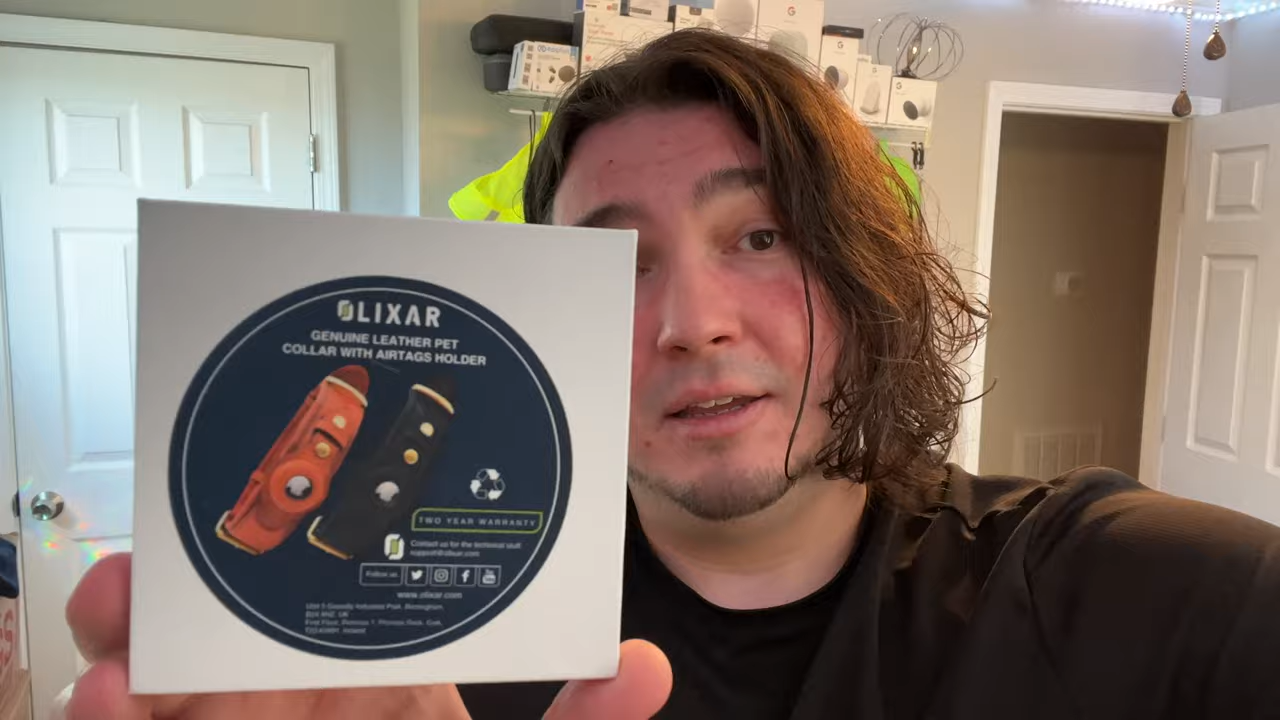 OLIXAR
GENUINE LEATHER PET
COLLAR WITH AIRTAGS HOLDER
TWO YEAR WARRANTY
Contact us for the technical stuff:
support@olixar.com
Follow us
www.olixar.com